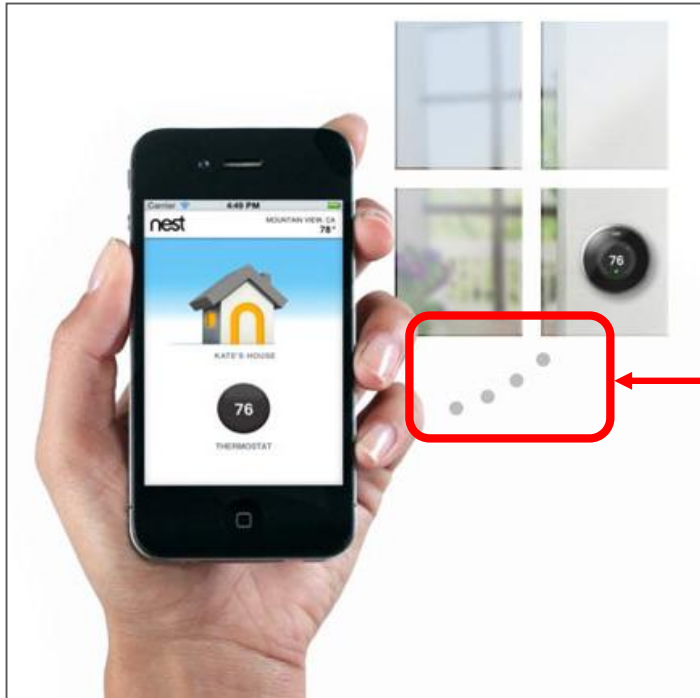 Carrier 4:49 PM
nest
MOUNTAIN VIEW, CA
78°
KATE'S HOUSE
76
THERMOSTAT
76